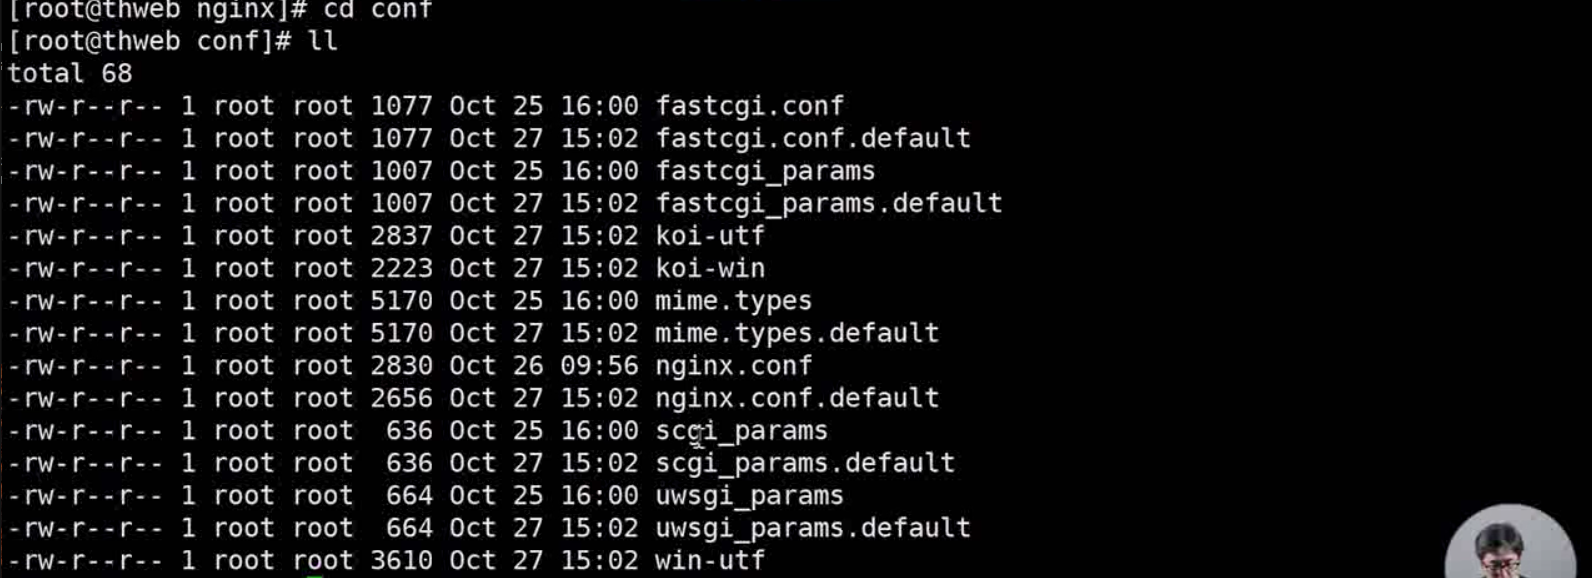 [root@thweb nginx]# cd conf
[root@thweb conf]# ll
total 68
-rw-r--r-- 1 root root 1077 Oct 25 16:00 fastcgi.conf
-rw-r--r-- 1 root root 1077 Oct 27 15:02 fastcgi.conf.default
-rw-r--r-- 1 root root 1007 Oct 25 16:00 fastcgi_params
-rw-r--r-- 1 root root 1007 Oct 27 15:02 fastcgi_params.default
-rw-r--r-- 1 root root 2837 Oct 27 15:02 koi-utf
-rw-r--r-- 1 root root 2223 Oct 27 15:02 koi-win
-rw-r--r-- 1 root root 5170 Oct 25 16:00 mime.types
-rw-r--r-- 1 root root 5170 Oct 27 15:02 mime.types.default
-rw-r--r-- 1 root root 2830 Oct 26 09:56 nginx.conf
-rw-r--r-- 1 root root 2656 Oct 27 15:02 nginx.conf.default
-rw-r--r-- 1 root root  636 Oct 25 16:00 scgi_params
-rw-r--r-- 1 root root  636 Oct 27 15:02 scgi_params.default
-rw-r--r-- 1 root root  664 Oct 25 16:00 uwsgi_params
-rw-r--r-- 1 root root  664 Oct 27 15:02 uwsgi_params.default
-rw-r--r-- 1 root root 3610 Oct 27 15:02 win-utf